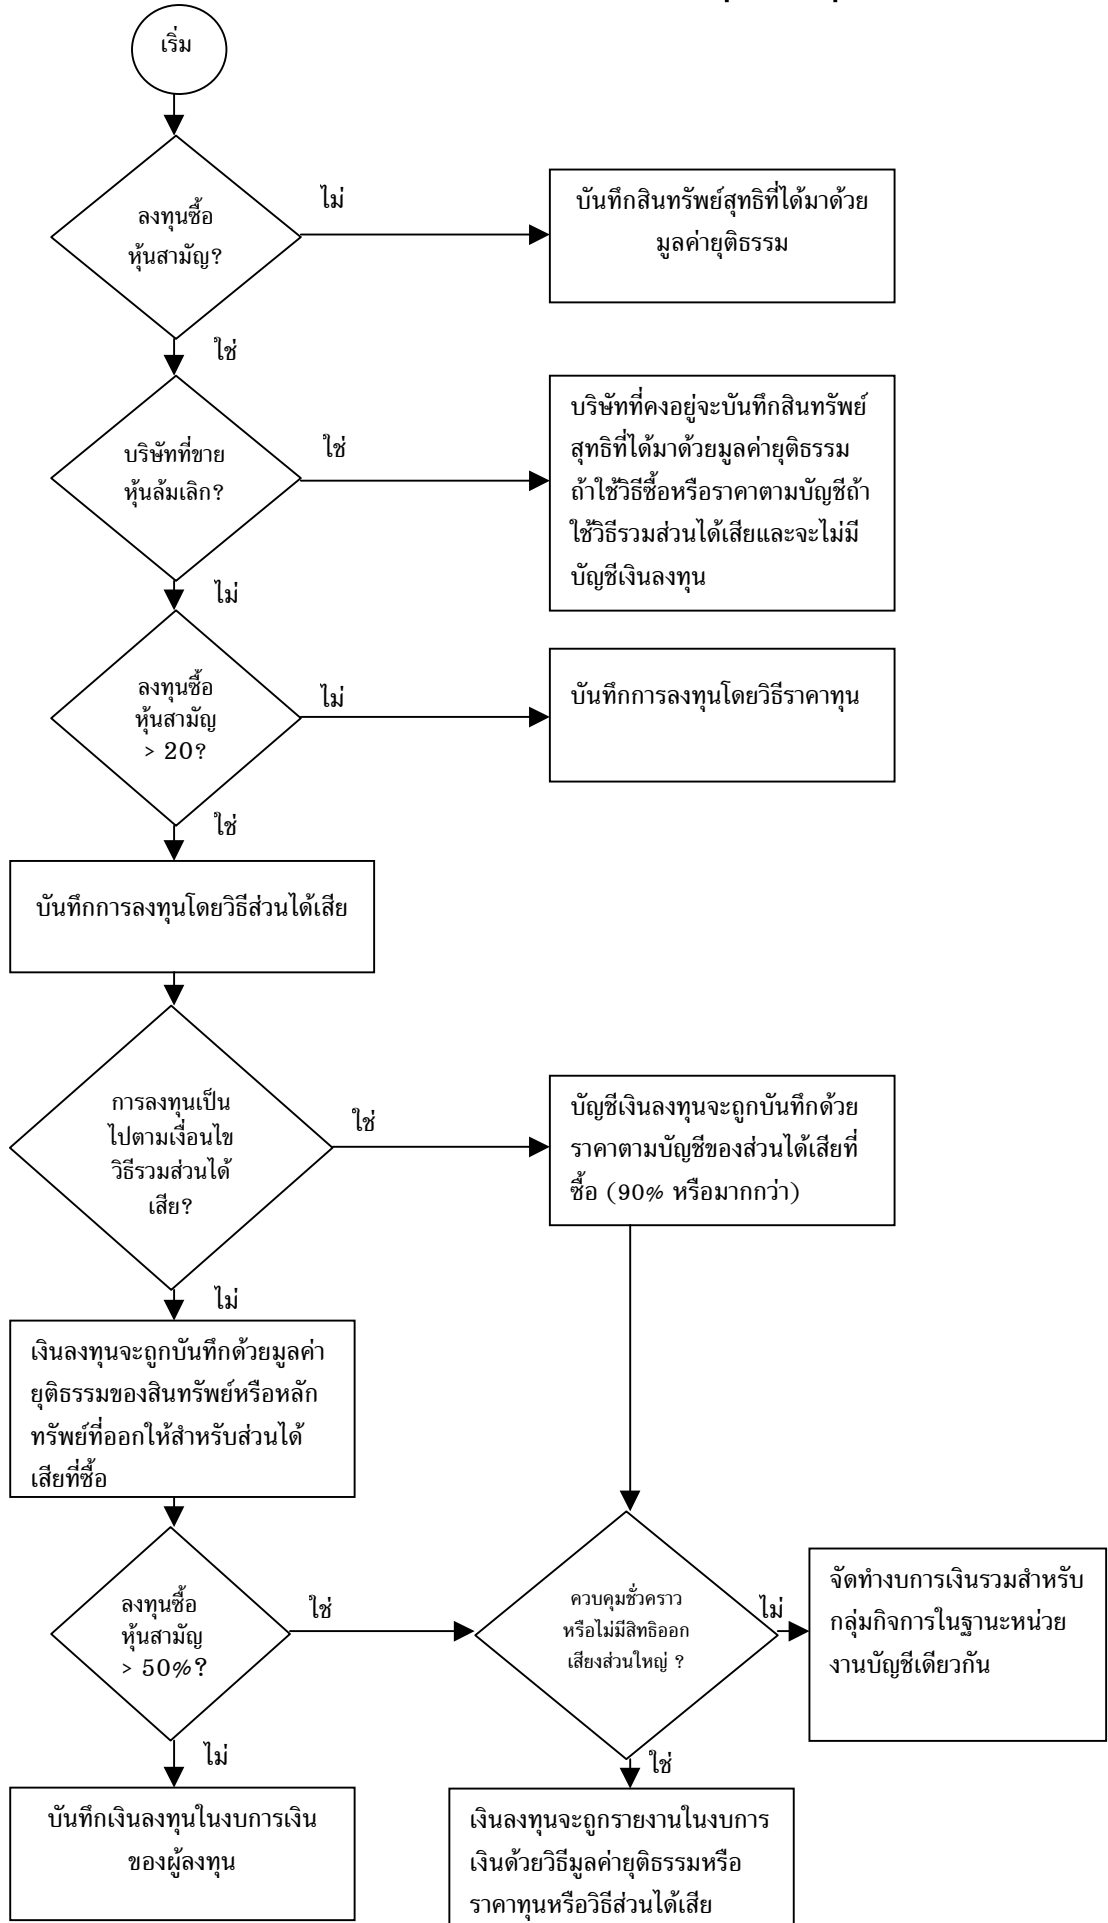 เริ่ม
ลงทุนซื้อ
หุ้นสามัญ?
ไม่
บันทึกสินทรัพย์สุทธิที่ได้มาด้วย
มูลค่ายุติธรรม
ใช่
บริษัทที่ขาย
หุ้นล้มเลิก?
ใช่
บริษัทที่คงอยู่จะบันทึกสินทรัพย์
สุทธิที่ได้มาด้วยมูลค่ายุติธรรม
ถ้าใช้วิธีซื้อหรือราคาตามบัญชีถ้า
ใช้วิธีรวมส่วนได้เสียและจะไม่มี
บัญชีเงินลงทุน
ไม่
ลงทุนซื้อ
หุ้นสามัญ
> 20?
ไม่
บันทึกการลงทุนโดยวิธีราคาทุน
ใช่
บันทึกการลงทุนโดยวิธีส่วนได้เสีย
การลงทุนเป็น
ไปตามเงื่อนไข
วิธีรวมส่วนได้
เสีย?
ใช่
บัญชีเงินลงทุนจะถูกบันทึกด้วย
ราคาตามบัญชีของส่วนได้เสียที่
ซื้อ (90% หรือมากกว่า)
ไม่
เงินลงทุนจะถูกบันทึกด้วยมูลค่า
ยุติธรรมของสินทรัพย์หรือหลัก
ทรัพย์ที่ออกให้สำหรับส่วนได้
เสียที่ซื้อ
ลงทุนซื้อ
หุ้นสามัญ
> 50%?
ใช่
ควบคุมชั่วคราว
หรือไม่มีสิทธิออก
เสียงส่วนใหญ่ ?
ไม่
จัดทำงบการเงินรวมสำหรับ
กลุ่มกิจการในฐานะหน่วย
งานบัญชีเดียวกัน
ไม่
บันทึกเงินลงทุนในงบการเงิน
ของผู้ลงทุน
ใช่
เงินลงทุนจะถูกรายงานในงบการ
เงินด้วยวิธีมูลค่ายุติธรรมหรือ
ราคาทุนหรือวิธีส่วนได้เสีย